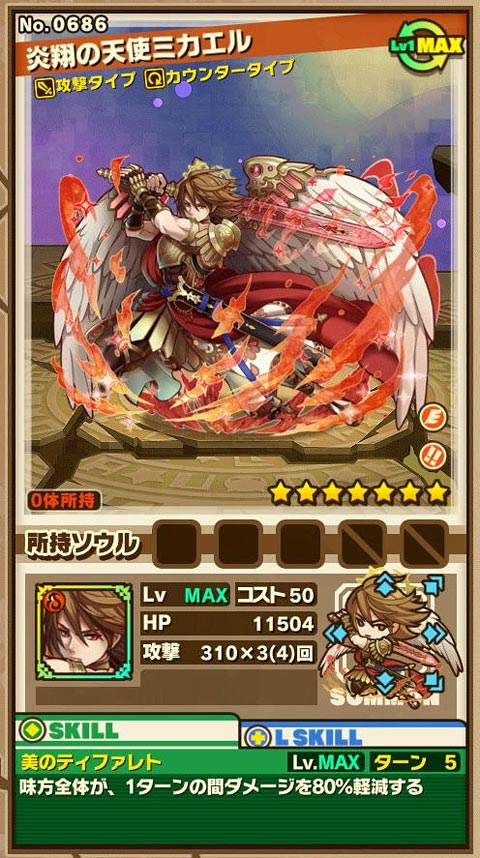 No.0686
炎翔の天使ミカエル
Lv1 MAX
攻撃タイプ カウンタータイプ
0体所持
所持ソウル
Lv MAX コスト 50
HP 11504
攻撃 310×3(4)回
SUMMON
SKILL
L SKILL
美のティファレト Lv.MAX ターン 5
味方全体が、1ターンの間ダメージを80%軽減する